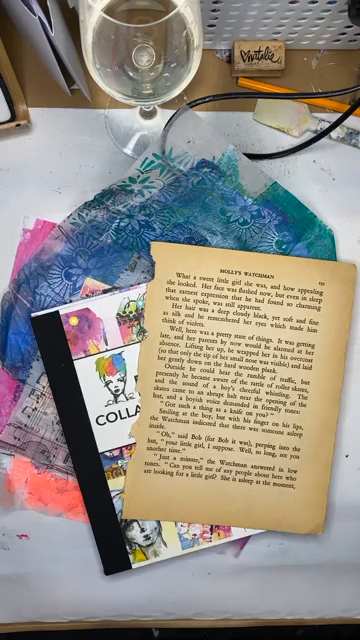 natalie
MOLLY'S WATCHMAN 191
What a sweet little girl she was, and how appealing
she looked. Her face was flushed now, but even in sleep
that earnest expression that he had found so charming
when she spoke, was still apparent.
Her hair was a deep cloudy black, yet soft and fine
as silk and he remembered her eyes which made him
think of violets.
Well, here was a pretty state of things. It was getting
late, and her parents by now would be alarmed at her
absence. Lifting her up, he wrapped her in his overcoat
(so that only the tip of her small nose was visible) and laid
her gently down on the hard wooden plank.
Outside he could hear the rumble of traffic, but
presently he became aware of the rattle of roller skates,
and the sound of a boy's cheerful whistling. The
skates came to an abrupt halt near the opening of the
hut, and a boyish voice demanded in friendly tones:
"Got such a thing as a knife on you?"
Smiling at the boy, but with his finger on his lips,
the Watchman indicated that there was someone asleep
inside.
"Oh," said Bob (for Bob it was), peeping into the
hut, "your little girl, I suppose. Well, so long, see you
another time."
"Just a minute," the Watchman answered in low
tones. "Can you tell me of any people about here who
are looking for a little girl? She is asleep at the moment,
COLLA